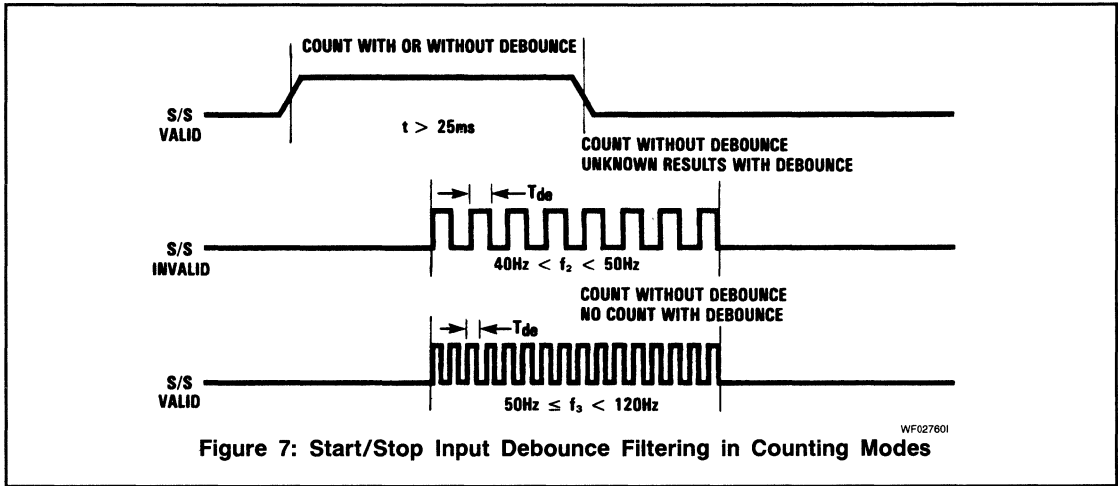 COUNT WITH OR WITHOUT DEBOUNCE
S/S
VALID
t > 25ms
COUNT WITHOUT DEBOUNCE
UNKNOWN RESULTS WITH DEBOUNCE
Tde
S/S
INVALID
40Hz < f2 < 50Hz
COUNT WITHOUT DEBOUNCE
NO COUNT WITH DEBOUNCE
Tde
S/S
VALID
50Hz ≤ f3 < 120Hz
WF02760I
Figure 7: Start/Stop Input Debounce Filtering in Counting Modes